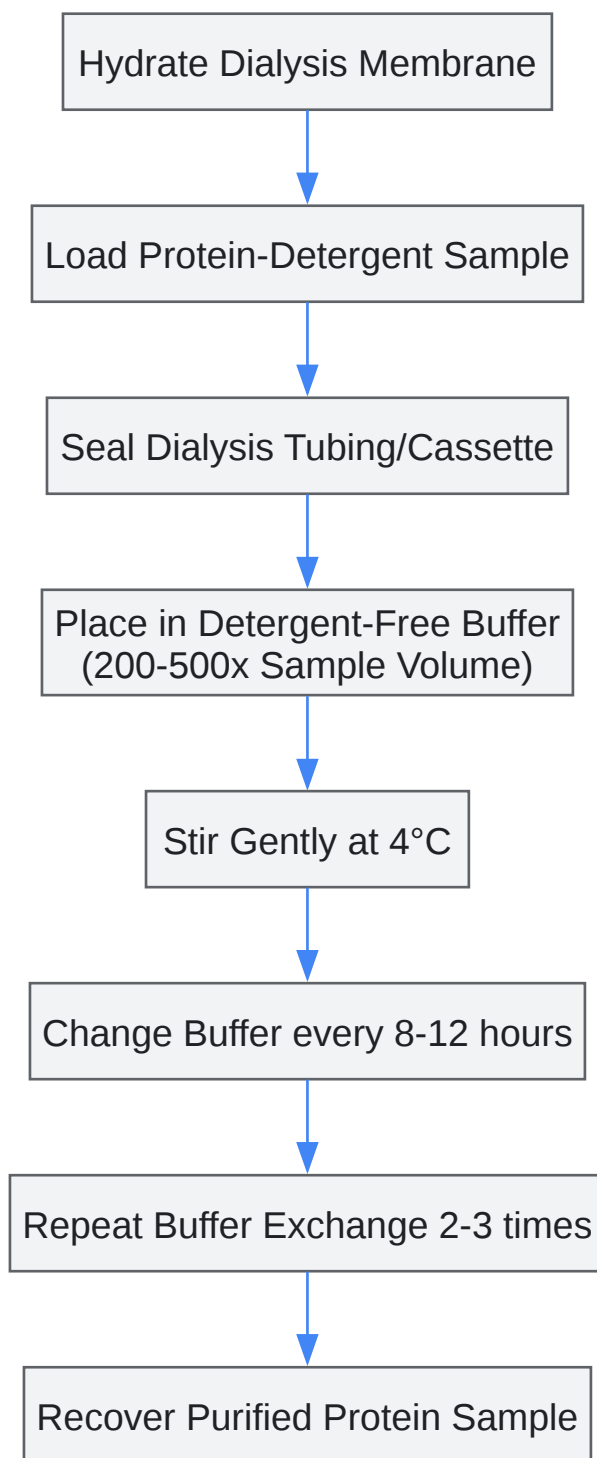 Hydrate Dialysis Membrane
Load Protein-Detergent Sample
Seal Dialysis Tubing/Cassette
Place in Detergent-Free Buffer
(200-500x Sample Volume)
Stir Gently at 4°C
Change Buffer every 8-12 hours
Repeat Buffer Exchange 2-3 times
Recover Purified Protein Sample